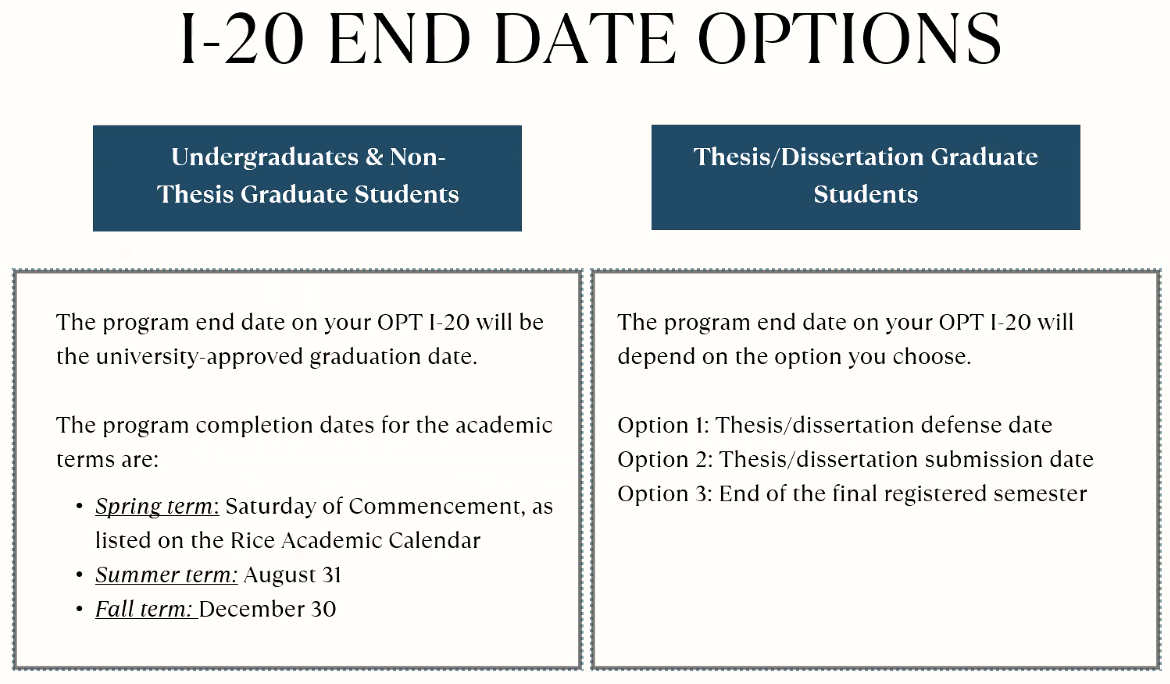 I-20 END DATE OPTIONS
Undergraduates & Non-
Thesis Graduate Students
The program end date on your OPT I-20 will be
the university-approved graduation date.
The program completion dates for the academic
terms are:
• Spring term: Saturday of Commencement, as
listed on the Rice Academic Calendar
• Summer term: August 31
• Fall term: December 30
Thesis/Dissertation Graduate
Students
The program end date on your OPT I-20 will
depend on the option you choose.
Option 1: Thesis/dissertation defense date
Option 2: Thesis/dissertation submission date
Option 3: End of the final registered semester